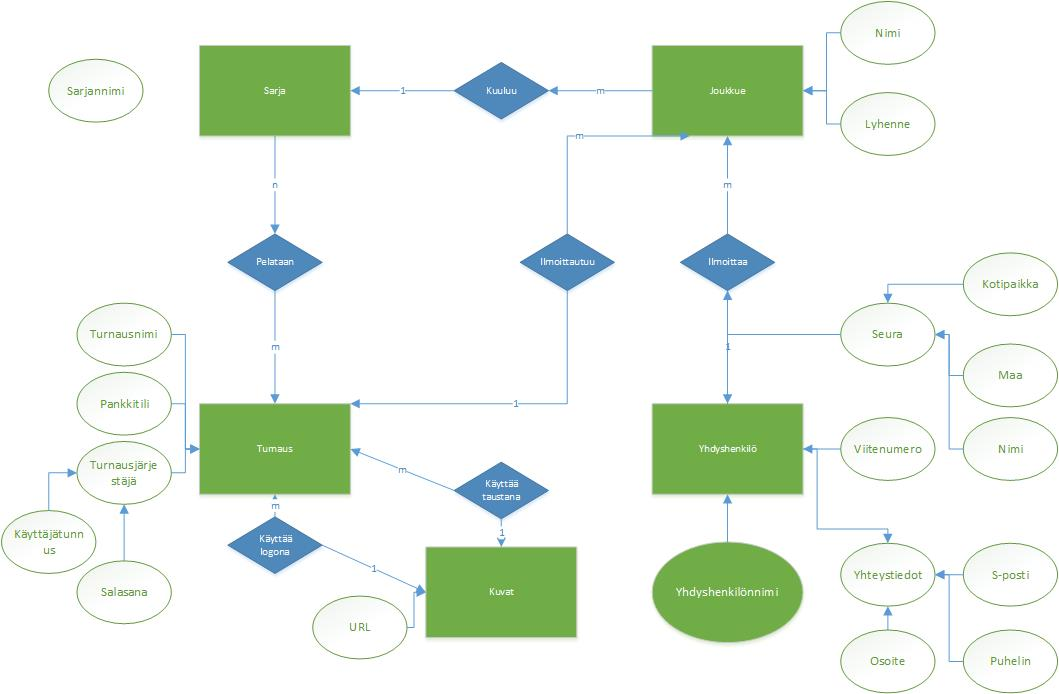 Nimi
Sarjannimi
Sarja
1
Kuuluu
m
Joukkue
Lyhenne
m
n
m
Pelataan
Ilmoittautuu
Ilmoittaa
Kotipaikka
Turnausnimi
m
1
Seura
Maa
Pankkitili
1
Turnaus
Yhdyshenkilö
Viitenumero
Nimi
Turnausjärje
stäjä
m
Käyttää
taustana
m
1
Käyttäjätunn
us
Käyttää
logona
1
Salasana
Kuvat
Yhdyshenkilönnimi
Yhteystiedot
S-posti
URL
Osoite
Puhelin